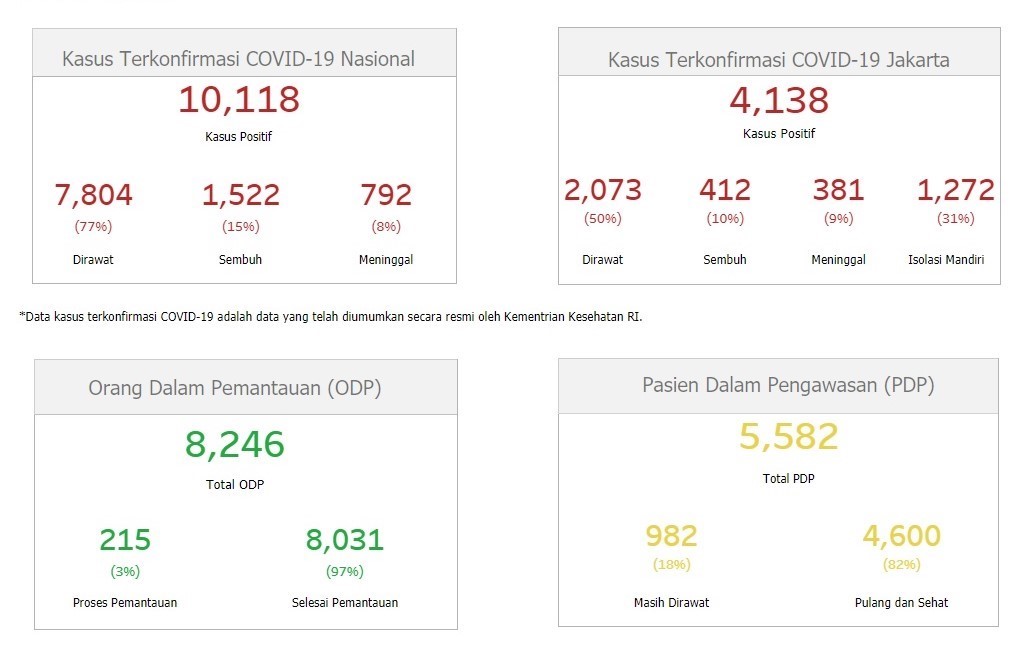 Kasus Terkonfirmasi COVID-19 Nasional
10,118
Kasus Positif
7,804 1,522 792
(77%) (15%) (8%)
Dirawat Sembuh Meninggal
Kasus Terkonfirmasi COVID-19 Jakarta
4,138
Kasus Positif
2,073 412 381 1,272
(50%) (10%) (9%) (31%)
Dirawat Sembuh Meninggal Isolasi Mandiri
*Data kasus terkonfirmasi COVID-19 adalah data yang telah diumumkan secara resmi oleh Kementrian Kesehatan RI.
Orang Dalam Pemantauan (ODP)
8,246
Total ODP
215 8,031
(3%) (97%)
Proses Pemantauan Selesai Pemantauan
Pasien Dalam Pengawasan (PDP)
5,582
Total PDP
982 4,600
(18%) (82%)
Masih Dirawat Pulang dan Sehat